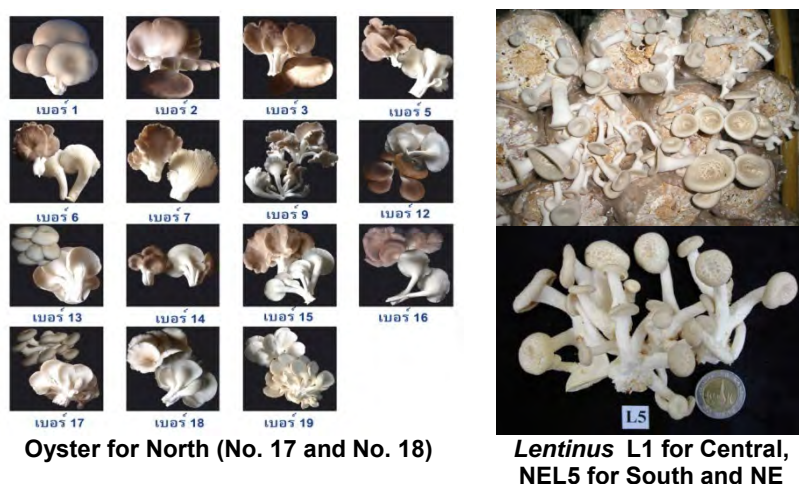 เบอร์ 1
เบอร์ 2
เบอร์ 3
เบอร์ 5
เบอร์ 6
เบอร์ 7
เบอร์ 9
เบอร์ 12
เบอร์ 13
เบอร์ 14
เบอร์ 15
เบอร์ 16
เบอร์ 17
เบอร์ 18
เบอร์ 19
Oyster for North (No. 17 and No. 18)
L5
Lentinus L1 for Central,
NEL5 for South and NE